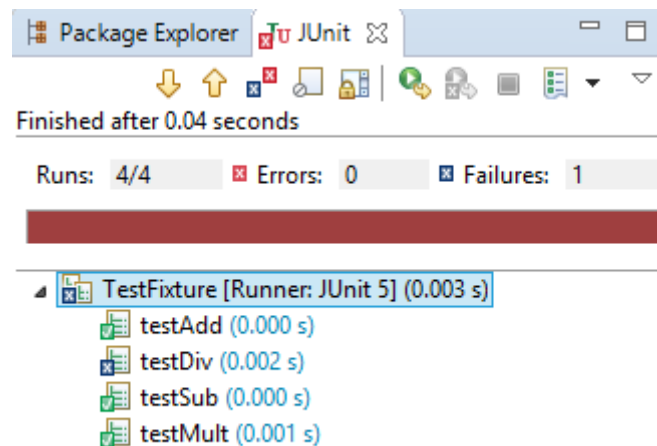 Package Explorer JUnit
Finished after 0.04 seconds
Runs: 4/4 Errors: 0 Failures: 1
TestFixture [Runner: JUnit 5] (0.003 s)
testAdd (0.000 s)
testDiv (0.002 s)
testSub (0.000 s)
testMult (0.001 s)